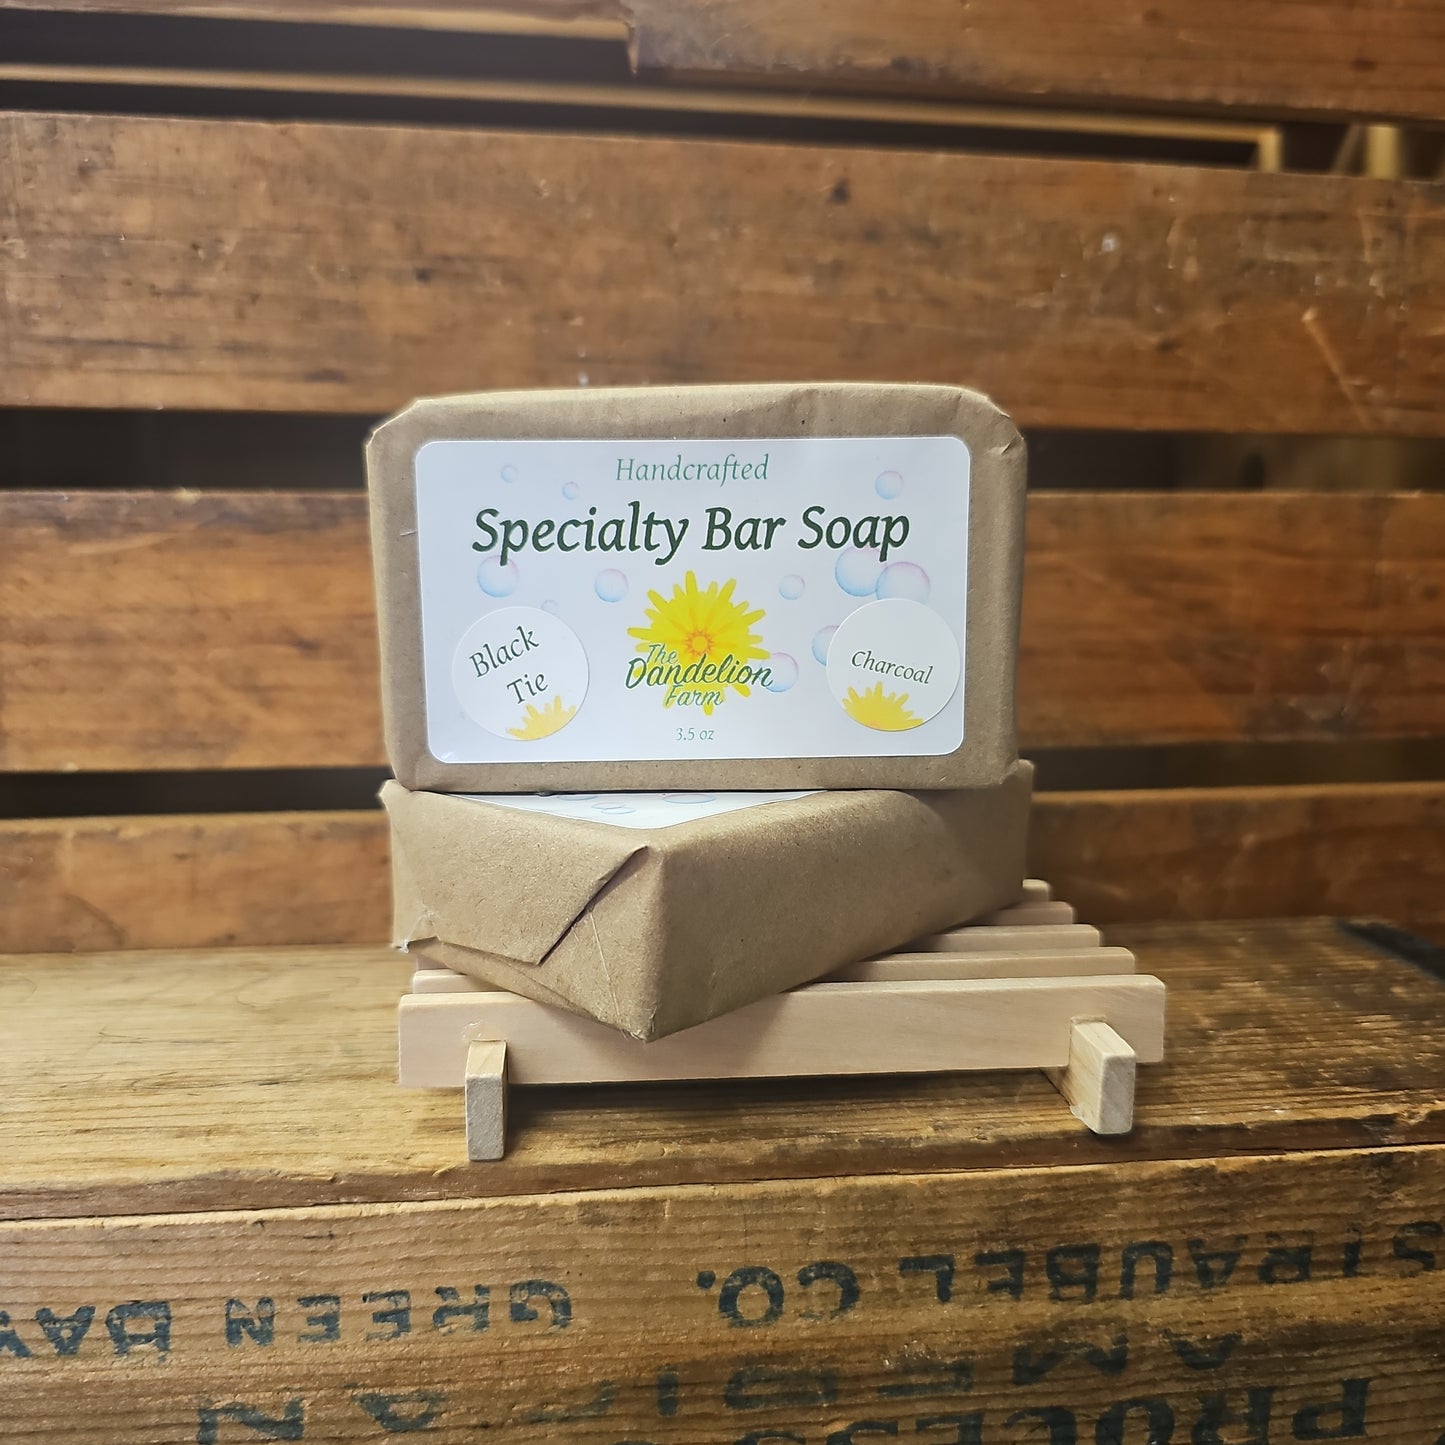 Handcrafted
Specialty Bar Soap
Black
Tie
The
Dandelion
Farm
Charcoal
3.5 oz
STRAUBEL CO.
GREEN BAY